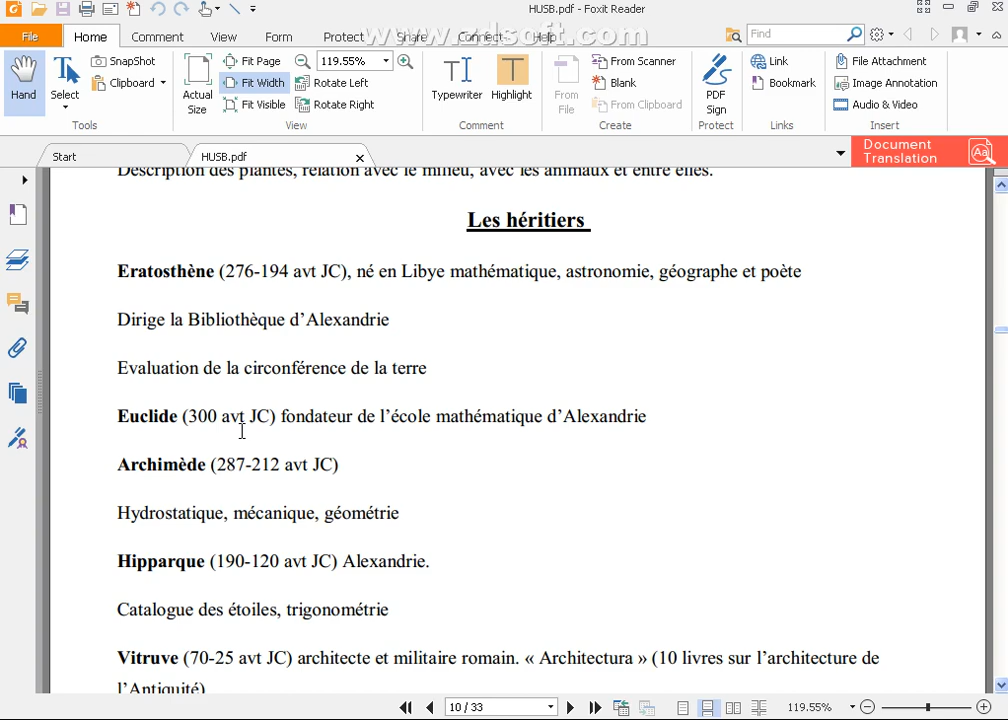 HUSB.pdf - Foxit Reader
File Home Comment View Form Protect Share Connect Help Find
www.zdsoft.com
Hand Select SnapShot Clipboard Actual Size Fit Page Fit Width Fit Visible 119.55% Rotate Left Rotate Right Typewriter Highlight From File From Scanner Blank From Clipboard PDF Sign Link Bookmark File Attachment Image Annotation Audio & Video
Tools View Comment Create Protect Links Insert
Start HUSB.pdf Document Translation Aa
Description des plantes, relation avec le milieu, avec les animaux et entre elles.
Les héritiers
Eratosthène (276-194 avt JC), né en Libye mathématique, astronomie, géographe et poète
Dirige la Bibliothèque d’Alexandrie
Evaluation de la circonférence de la terre
Euclide (300 avt JC) fondateur de l’école mathématique d’Alexandrie
Archimède (287-212 avt JC)
Hydrostatique, mécanique, géométrie
Hipparque (190-120 avt JC) Alexandrie.
Catalogue des étoiles, trigonométrie
Vitruve (70-25 avt JC) architecte et militaire romain. « Architectura » (10 livres sur l’architecture de
l’Antiquité)
10 / 33 119.55%